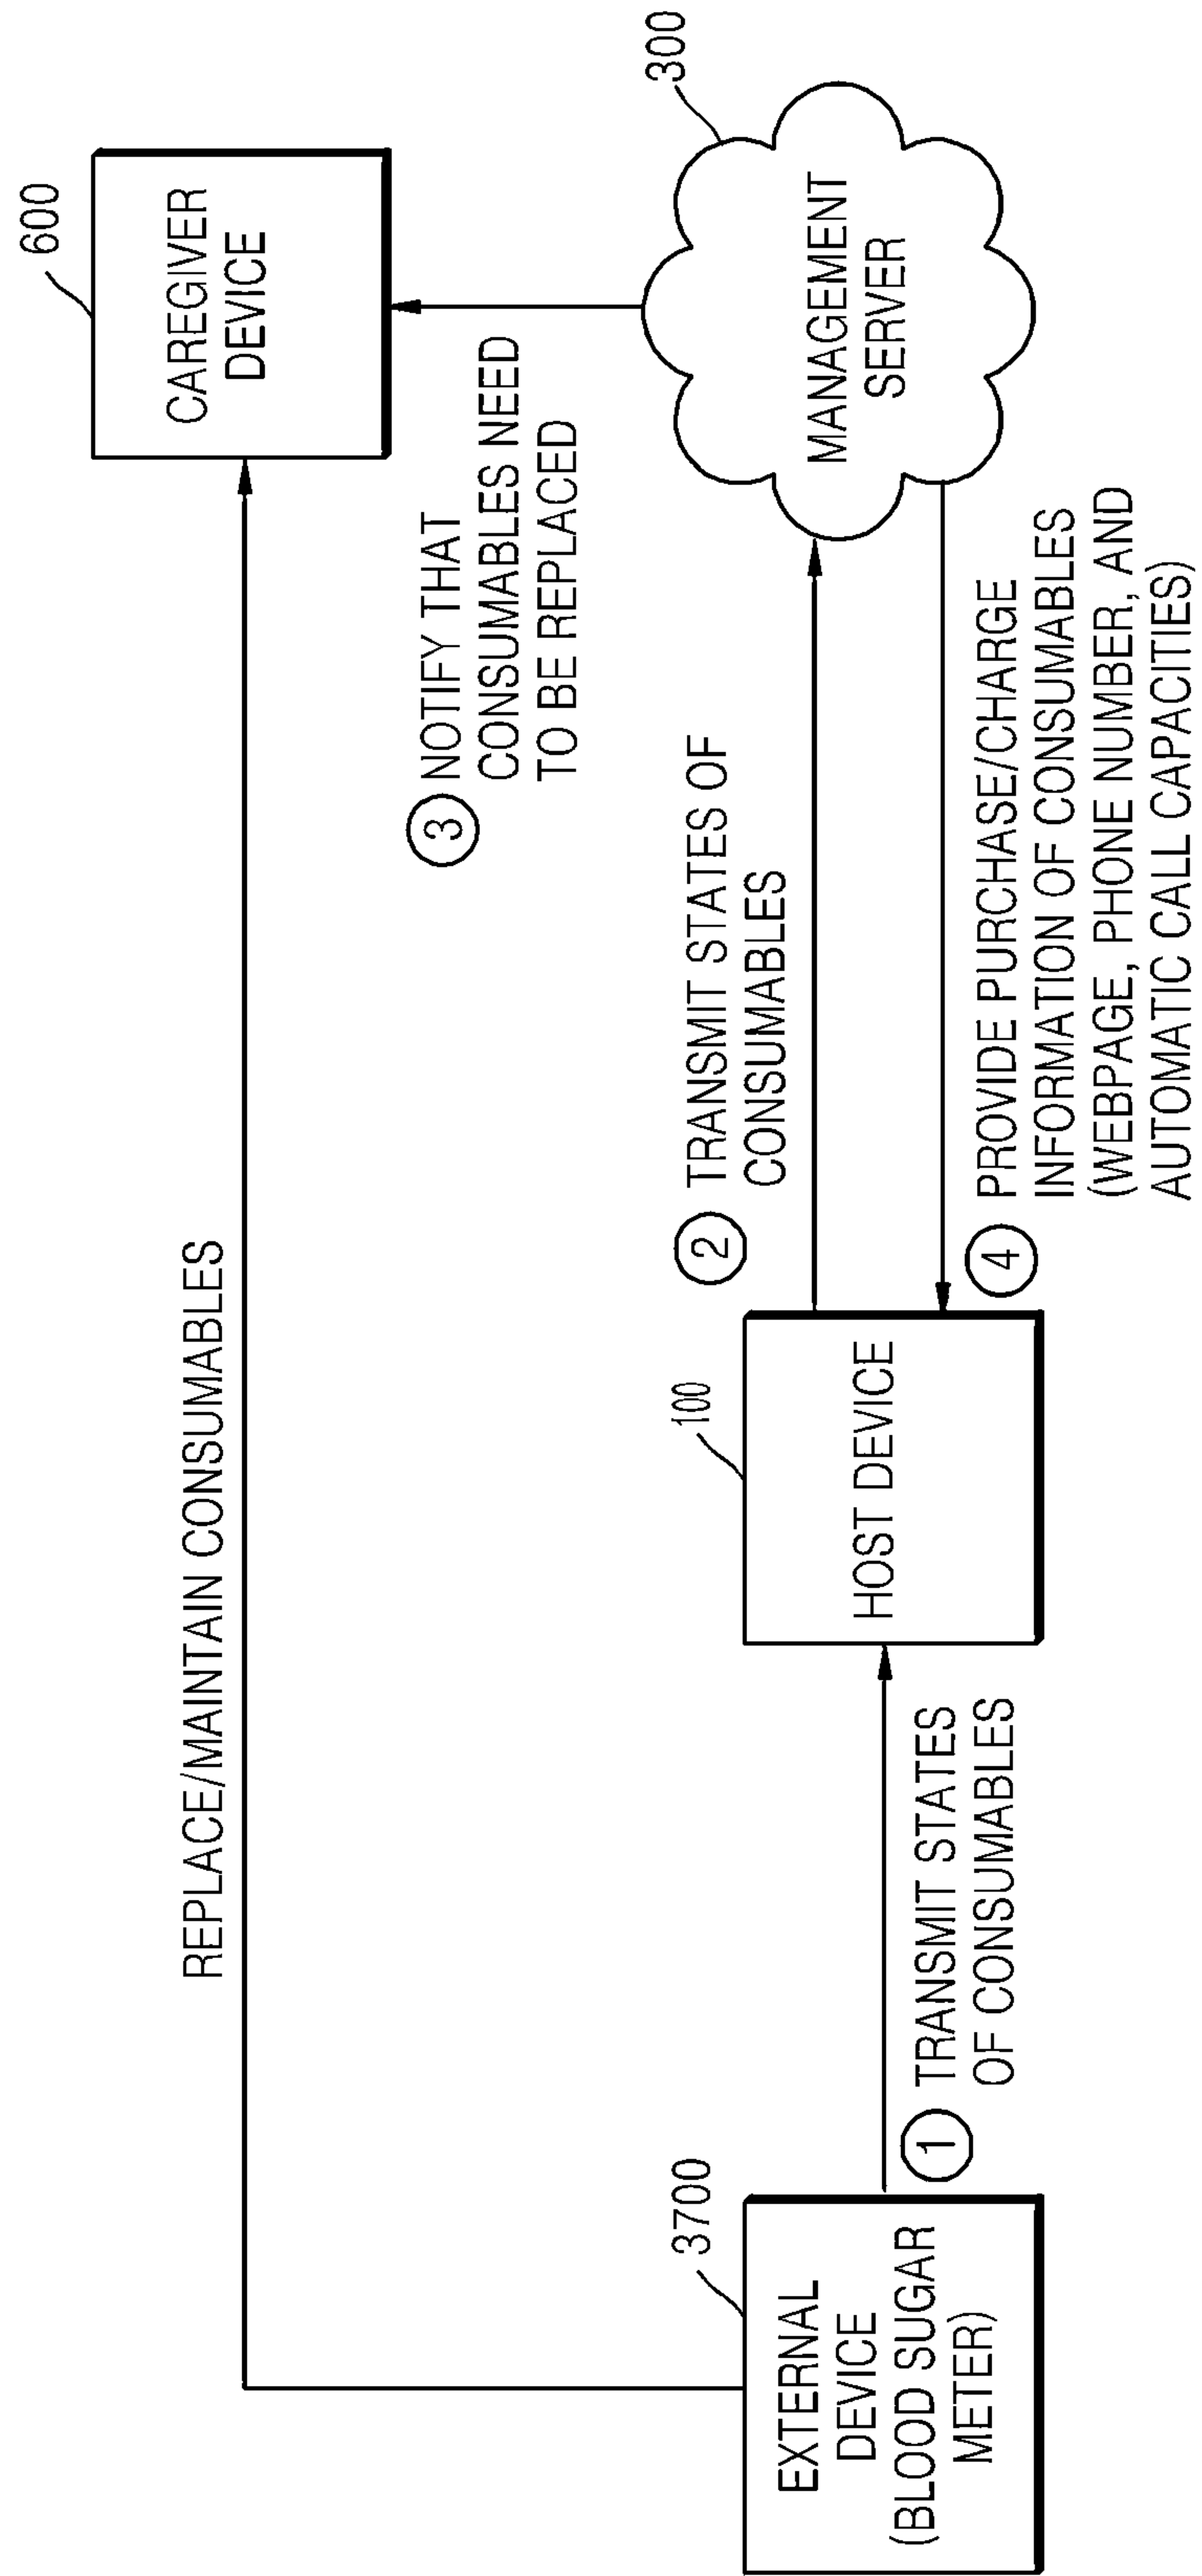 600
CAREGIVER
DEVICE
REPLACE/MAINTAIN CONSUMABLES
3
NOTIFY THAT
CONSUMABLES NEED
TO BE REPLACED
300
MANAGEMENT
SERVER
2
TRANSMIT STATES OF
CONSUMABLES
100
HOST DEVICE
4
PROVIDE PURCHASE/CHARGE
INFORMATION OF CONSUMABLES
(WEBPAGE, PHONE NUMBER, AND
AUTOMATIC CALL CAPACITIES)
3700
EXTERNAL
DEVICE
(BLOOD SUGAR
METER)
1
TRANSMIT STATES
OF CONSUMABLES